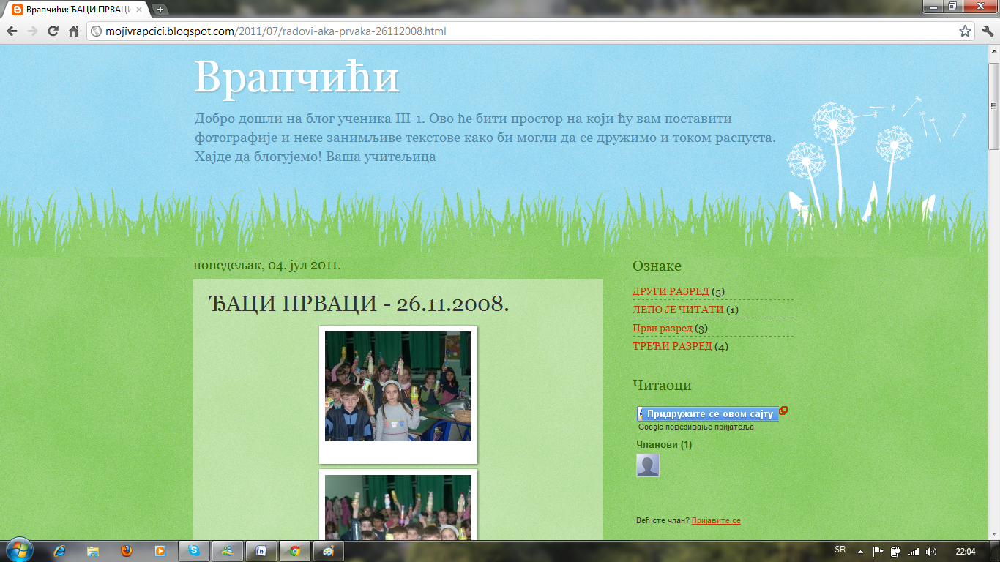 Врапчићи: ЂАЦИ ПРВАЦИ
mojivrapcici.blogspot.com/2011/07/radovi-aka-prvaka-26112008.html
Врапчићи
Добро дошли на блог ученика III-1. Ово ће бити простор на који ћу вам поставити
фотографије и неке занимљиве текстове како би могли да се дружимо и током распуста.
Хајде да блогујемо! Ваша учитељица
понедељак, 04. јул 2011.
ЂАЦИ ПРВАЦИ - 26.11.2008.
Ознаке
ДРУГИ РАЗРЕД (5)
ЛЕПО ЈЕ ЧИТАТИ (1)
Први разред (3)
ТРЕЋИ РАЗРЕД (4)
Читаоци
Придружите се овом сајту
Google повезивање пријатеља
Чланови (1)
Већ сте члан? Пријавите се
SR
22:04